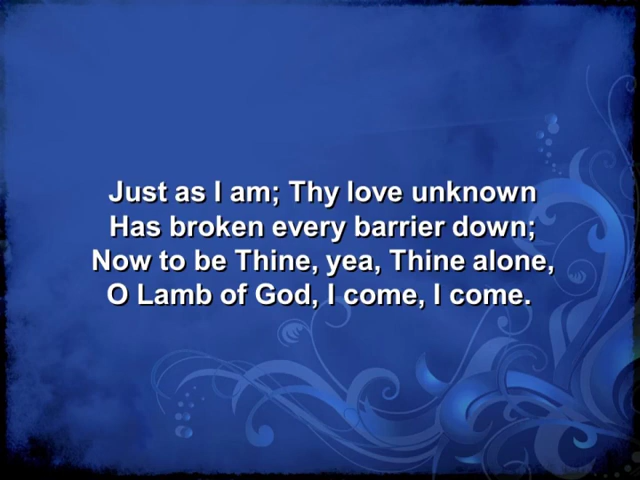 Just as I am; Thy love unknown
Has broken every barrier down;
Now to be Thine, yea, Thine alone,
O Lamb of God, I come, I come.